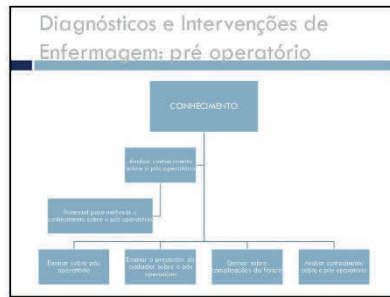 Diagnósticos e Intervenções de
Enfermagem: pré operatório
CONHECIMENTO
Avaliar conhecimento
sobre o pós operatório
Potencial para melhorar o
conhecimento sobre o pós operatório
Ensinar sobre pós
operatório
Ensinar o prestador de
cuidados sobre o pós
operatório
Ensinar sobre
complicações da ferida
Avaliar conhecimento
sobre o pós operatório